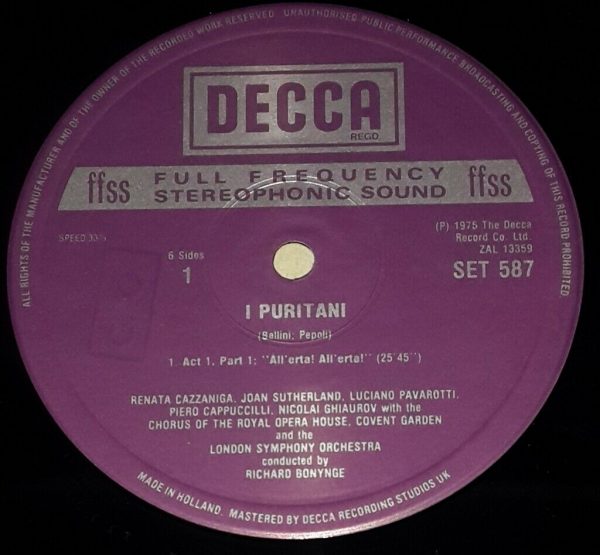 ALL RIGHTS OF THE MANUFACTURER AND OF THE OWNER OF THE RECORDED WORK RESERVED UNAUTHORISED PUBLIC PERFORMANCE BROADCASTING AND COPYING OF THIS RECORD PROHIBITED
DECCA
REGD.
ffss FULL FREQUENCY ffss
STEREOPHONIC SOUND
(P) 1975 The Decca
Record Co. Ltd.
ZAL 13359
SPEED 33⅓
6 Sides
1
SET 587
I PURITANI
(Bellini; Pepoli)
1. Act 1, Part 1: "All'erta! All'erta!" (25'45")
RENATA CAZZANIGA, JOAN SUTHERLAND, LUCIANO PAVAROTTI,
PIERO CAPPUCCILLI, NICOLAI GHIAUROV with the
CHORUS OF THE ROYAL OPERA HOUSE, COVENT GARDEN
and the
LONDON SYMPHONY ORCHESTRA
conducted by
RICHARD BONYNGE
MADE IN HOLLAND. MASTERED BY DECCA RECORDING STUDIOS UK